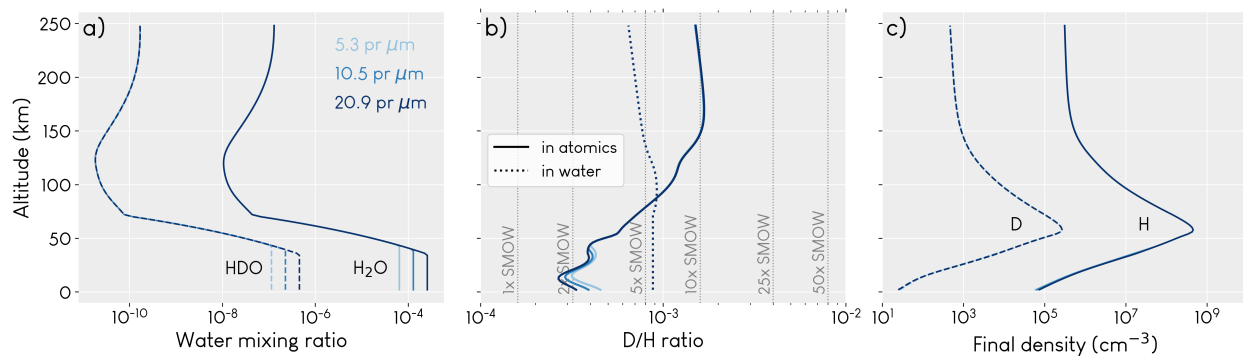 a)
5.3 pr μm
10.5 pr μm
20.9 pr μm
HDO
H₂O
250
200
150
100
50
0
Altitude (km)
10⁻¹⁰
10⁻⁸
10⁻⁶
10⁻⁴
Water mixing ratio
b)
in atomics
in water
1x SMOW
2x SMOW
5x SMOW
10x SMOW
25x SMOW
50x SMOW
10⁻⁴
10⁻³
10⁻²
D/H ratio
c)
D
H
10¹
10³
10⁵
10⁷
10⁹
Final density (cm⁻³)